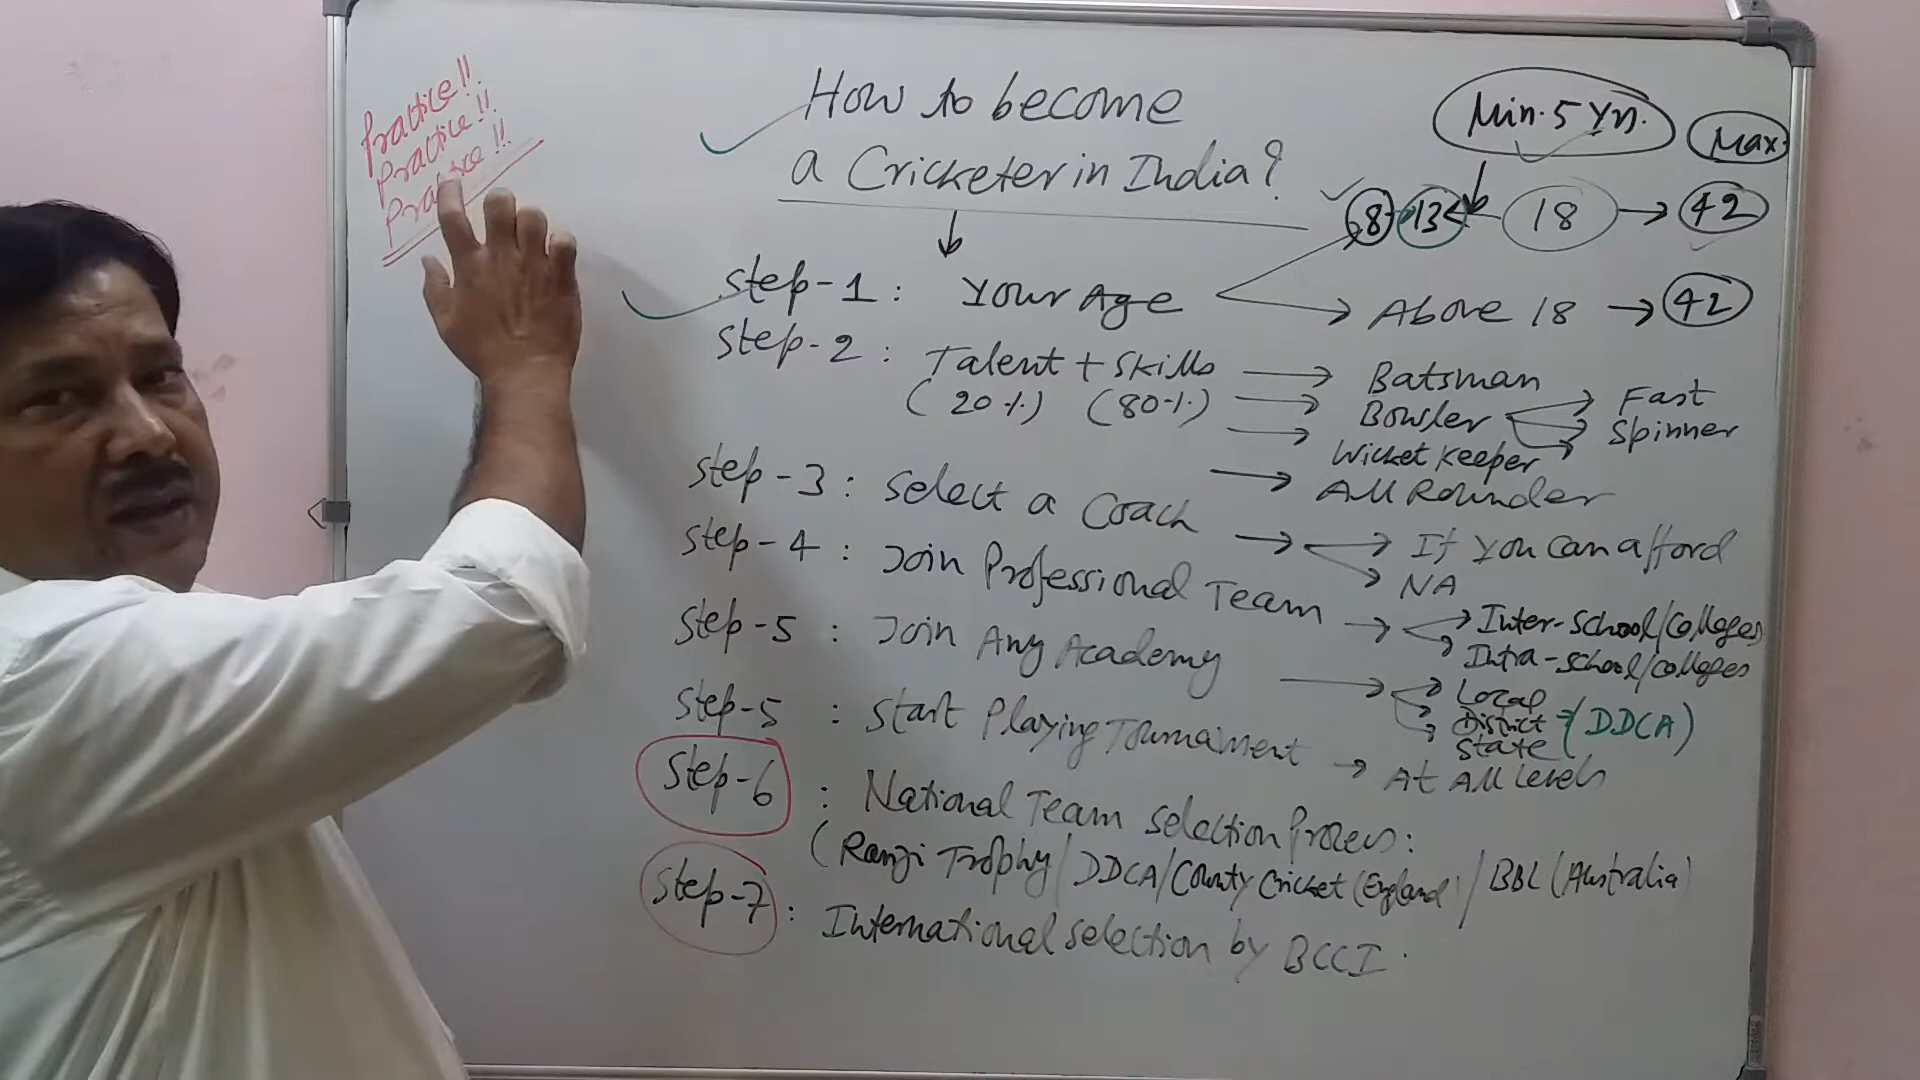 Practice!!
Practice!!
Practice!!
How to become
a Cricketer in India?
Min. 5 Yrs.
Max.
8 → 13 ← 18 → 42
Step-1 : Your Age → Above 18 → 42
Step-2 : Talent + Skills → Batsman
(20%) (80%) → Bowler → Fast
Spinner
→ Wicket Keeper
→ All Rounder
Step-3 : Select a Coach → If You Can afford
→ NA
Step-4 : Join Professional Team → Inter-School/Colleges
→ Intra-School/Colleges
Step-5 : Join Any Academy → Local
District
State (DDCA)
Step-5 : Start Playing Tournament → At All levels
Step-6 : National Team Selection Process:
(Ranji Trophy/DDCA/County Cricket (England)/BBL (Australia)
Step-7 : International selection by BCCI.